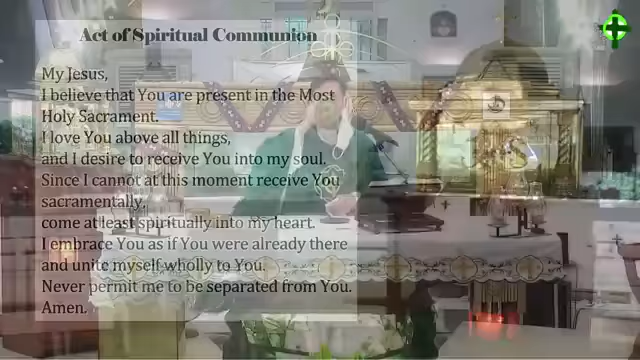 Act of Spiritual Communion
My Jesus,
I believe that You are present in the Most
Holy Sacrament.
I love You above all things,
and I desire to receive You into my soul.
Since I cannot at this moment receive You
sacramentally,
come at least spiritually into my heart.
I embrace You as if You were already there
and unite myself wholly to You.
Never permit me to be separated from You.
Amen.